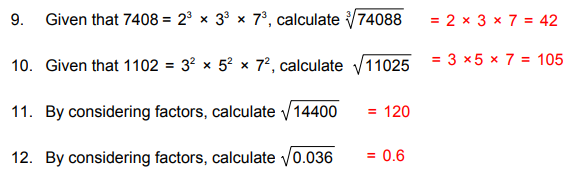 9. Given that 7408 = 2³ × 3³ × 7³, calculate ∛74088 = 2 × 3 × 7 = 42
10. Given that 1102 = 3² × 5² × 7², calculate √11025 = 3 ×5 × 7 = 105
11. By considering factors, calculate √14400 = 120
12. By considering factors, calculate √0.036 = 0.6